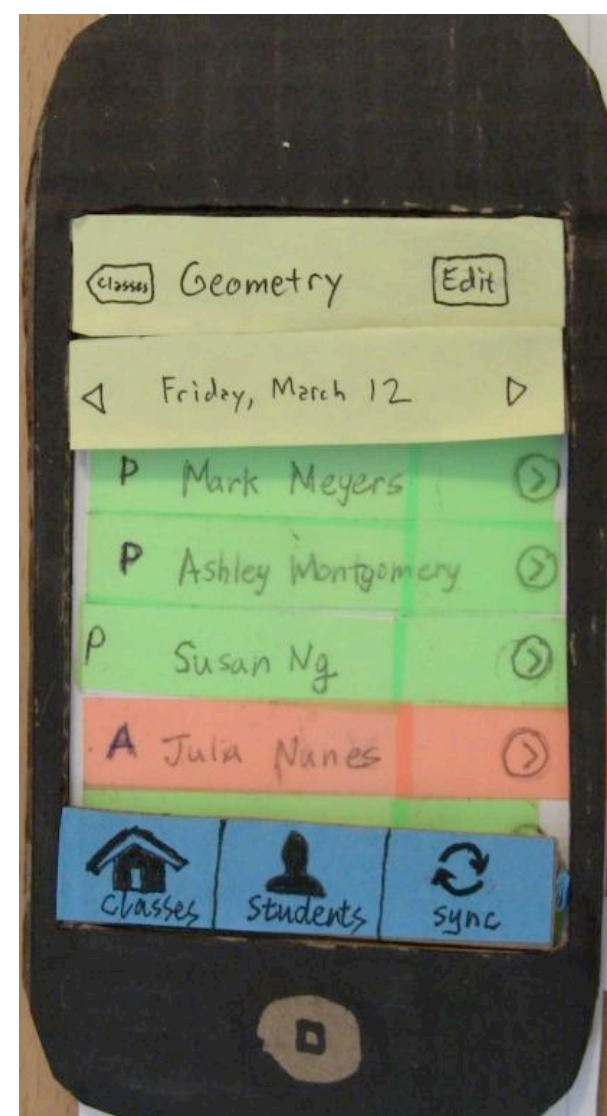 Classes Geometry Edit
Friday, March 12
P Mark Meyers
P Ashley Montgomery
P Susan Ng
A Julia Nunes
Classes Students sync